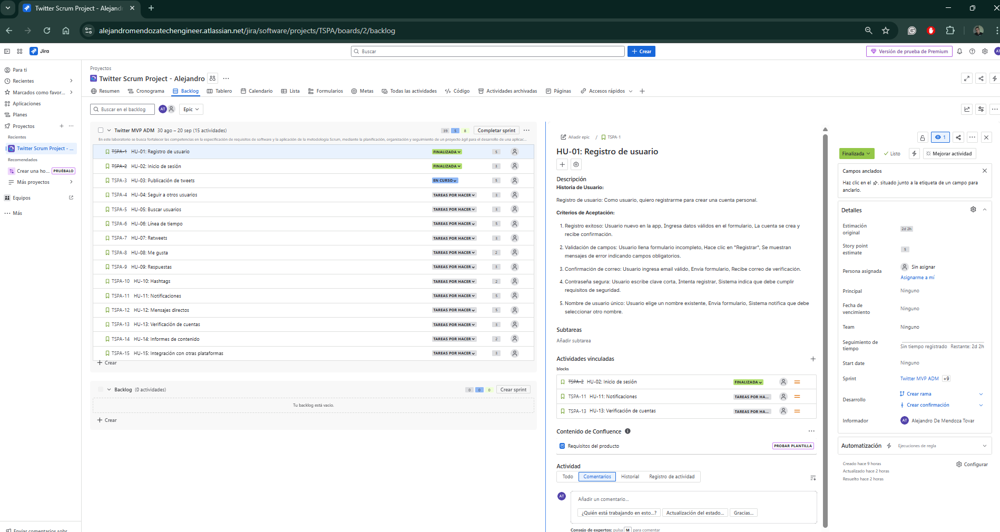 Twitter Scrum Project - Alejandr
alejandromendozatechengineer.atlassian.net/jira/software/projects/TSPA/boards/2/backlog
Jira
Buscar
Crear
Versión de prueba de Premium
Para ti
Recientes
Marcados como favor...
Aplicaciones
Planes
Proyectos
Recientes
Twitter Scrum Project - ...
Recomendados
Crear una ho... PRUÉBALO
Más proyectos
Equipos
Más
Enviar comentarios sobr
Proyectos
Twitter Scrum Project - Alejandro
Resumen Cronograma Backlog Tablero Calendario Lista Formularios Metas Todas las actividades Código Actividades archivadas Páginas Accesos rápidos
Buscar en el backlog AT Epic
Twitter MVP ADM 30 ago – 20 sep (15 actividades) 39 5 8 Completar sprint
En este laboratorio se busca fortalecer las competencias en la especificación de requisitos de software y la aplicación de la metodología Scrum, mediante la planificación, organización y seguimiento de un proyecto ágil para el desarrollo de una aplicac...
TSPA-1 HU-01: Registro de usuario FINALIZADA 5
TSPA-2 HU-02: Inicio de sesión FINALIZADA 3
TSPA-3 HU-03: Publicación de tweets EN CURSO 5
TSPA-4 HU-04: Seguir a otros usuarios TAREAS POR HACER 3
TSPA-5 HU-05: Buscar usuarios TAREAS POR HACER 3
TSPA-6 HU-06: Línea de tiempo TAREAS POR HACER 5
TSPA-7 HU-07: Retweets TAREAS POR HACER 3
TSPA-8 HU-08: Me gusta TAREAS POR HACER 2
TSPA-9 HU-09: Respuestas TAREAS POR HACER 3
TSPA-10 HU-10: Hashtags TAREAS POR HACER 2
TSPA-11 HU-11: Notificaciones TAREAS POR HACER 5
TSPA-12 HU-12: Mensajes directos TAREAS POR HACER 5
TSPA-13 HU-13: Verificación de cuentas TAREAS POR HACER 3
TSPA-14 HU-14: Informes de contenido TAREAS POR HACER 2
TSPA-15 HU-15: Integración con otras plataformas TAREAS POR HACER 3
Crear
Backlog (0 actividades) 0 0 0 Crear sprint
Tu backlog está vacío.
Crear
Añadir epic / TSPA-1
HU-01: Registro de usuario
Descripción
Historia de Usuario:
Registro de usuario: Como usuario, quiero registrarme para crear una cuenta personal.
Criterios de Aceptación:
1. Registro exitoso: Usuario nuevo en la app, Ingresa datos válidos en el formulario, La cuenta se crea y
recibe confirmación.
2. Validación de campos: Usuario llena formulario incompleto, Hace clic en "Registrar", Se muestran
mensajes de error indicando campos obligatorios.
3. Confirmación de correo: Usuario ingresa email válido, Envía formulario, Recibe correo de verificación.
4. Contraseña segura: Usuario escribe clave corta, Intenta registrar, Sistema indica que debe cumplir
requisitos de seguridad.
5. Nombre de usuario único: Usuario elige un nombre existente, Envía formulario, Sistema notifica que debe
seleccionar otro nombre.
Subtareas
Añadir subtarea
Actividades vinculadas
blocks
TSPA-2 HU-02: Inicio de sesión FINALIZADA
TSPA-11 HU-11: Notificaciones TAREAS POR HA...
TSPA-13 HU-13: Verificación de cuentas TAREAS POR HA...
Contenido de Confluence
Requisitos del producto PROBAR PLANTILLA
Actividad
Todo Comentarios Historial Registro de actividad
AT Añadir un comentario...
¿Quién está trabajando en esto...? Actualización del estado... Gracias...
Consejo de expertos: pulsa M para comentar
1
Finalizada Listo Mejorar actividad
Campos anclados
Haz clic en el , situado junto a la etiqueta de un campo para
anclarlo.
Detalles
Estimación
original 2d 2h
Story point
estimate 5
Persona asignada Sin asignar
Asignarme a mí
Principal Ninguno
Fecha de
vencimiento Ninguno
Team Ninguno
Seguimiento de
tiempo Sin tiempo registrado Restante: 2d 2h
Start date Ninguno
Sprint Twitter MVP ADM +9
Desarrollo Crear rama
Crear confirmación
Informador AT Alejandro De Mendoza Tovar
Automatización Ejecuciones de regla
Creado hace 9 horas Configurar
Actualizado hace 2 horas
Resuelto hace 2 horas